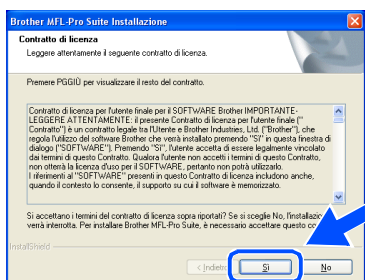 Brother MFL-Pro Suite Installazione
Contratto di licenza
Leggere attentamente il seguente contratto di licenza.
Premere PGGIÙ per visualizzare il resto del contratto.
Contratto di licenza per l'utente finale per il SOFTWARE Brother IMPORTANTE-
LEGGERE ATTENTAMENTE: il presente Contratto di licenza per l'utente finale ("
Contratto") è un contratto legale tra l'Utente e Brother Industries, Ltd. ("Brother"), che
regola l'utilizzo del software Brother che verrà installato premendo "Sì" in questa finestra di
dialogo ("SOFTWARE"). Premendo "Sì", l'utente accetta di essere legalmente vincolato
dai termini di questo Contratto. Qualora l'utente non accetti i termini di questo Contratto,
non otterrà la licenza d'uso per il SOFTWARE, pertanto non potrà utilizzarlo.
I riferimenti al "SOFTWARE" presenti in questo Contratto di licenza includono anche,
quando il contesto lo consente, il supporto su cui il software è memorizzato.
Si accettano i termini del contratto di licenza sopra riportati? Se si sceglie No, l'installazio
verrà interrotta. Per installare Brother MFL-Pro Suite, è necessario accettare questo co
InstallShield
< Indietro Sì No